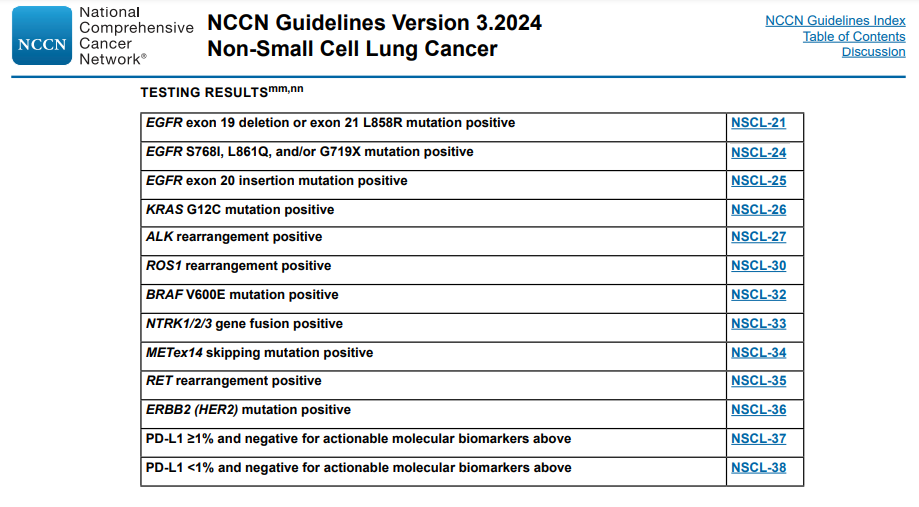 NCCN
National
Comprehensive
Cancer
Network®
NCCN Guidelines Version 3.2024
Non-Small Cell Lung Cancer
NCCN Guidelines Index
Table of Contents
Discussion
TESTING RESULTSmm,nn
EGFR exon 19 deletion or exon 21 L858R mutation positive NSCL-21
EGFR S768I, L861Q, and/or G719X mutation positive NSCL-24
EGFR exon 20 insertion mutation positive NSCL-25
KRAS G12C mutation positive NSCL-26
ALK rearrangement positive NSCL-27
ROS1 rearrangement positive NSCL-30
BRAF V600E mutation positive NSCL-32
NTRK1/2/3 gene fusion positive NSCL-33
METex14 skipping mutation positive NSCL-34
RET rearrangement positive NSCL-35
ERBB2 (HER2) mutation positive NSCL-36
PD-L1 ≥1% and negative for actionable molecular biomarkers above NSCL-37
PD-L1 <1% and negative for actionable molecular biomarkers above NSCL-38